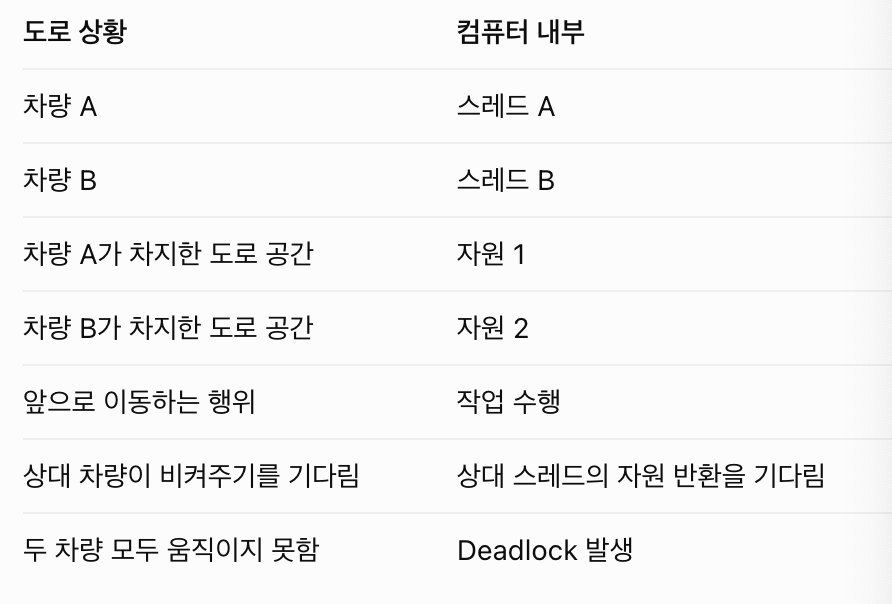 도로 상황 컴퓨터 내부
차량 A 스레드 A
차량 B 스레드 B
차량 A가 차지한 도로 공간 자원 1
차량 B가 차지한 도로 공간 자원 2
앞으로 이동하는 행위 작업 수행
상대 차량이 비켜주기를 기다림 상대 스레드의 자원 반환을 기다림
두 차량 모두 움직이지 못함 Deadlock 발생